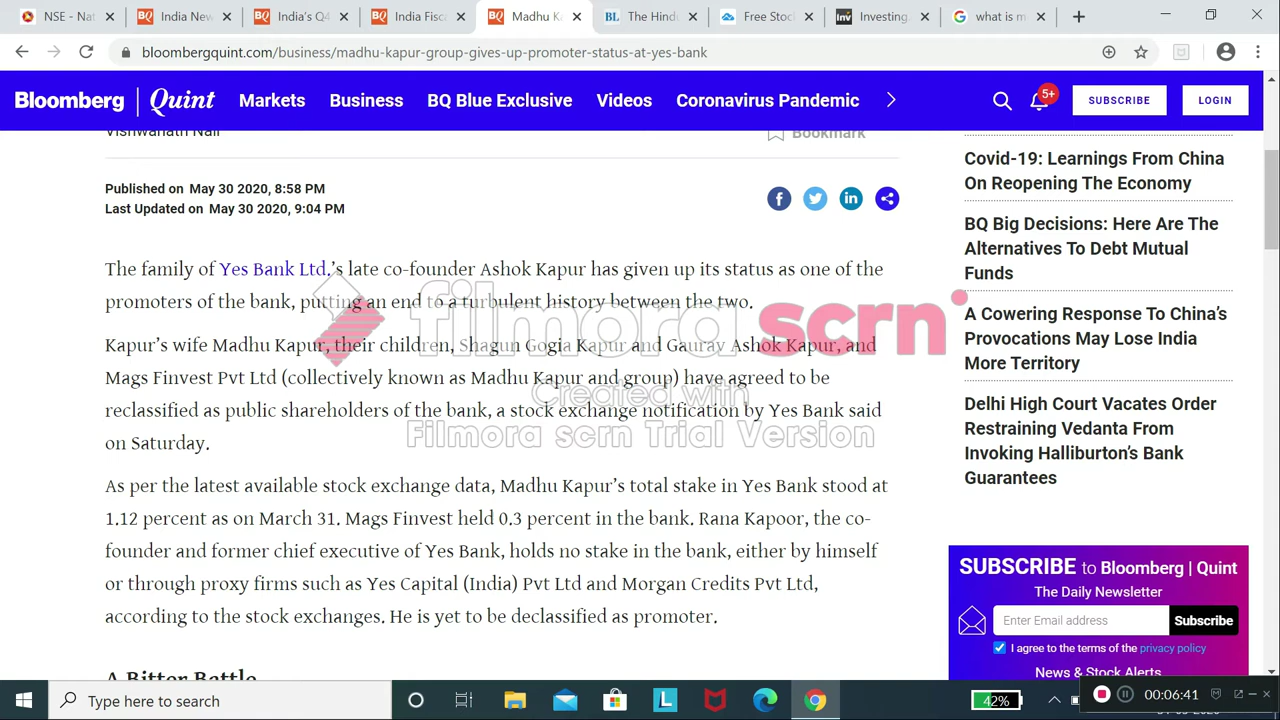 NSE - Nat
India New
India's Q4
India Fisc
Madhu Ka
The Hindu
Free Stoc
Investing.
what is m
bloombergquint.com/business/madhu-kapur-group-gives-up-promoter-status-at-yes-bank
Bloomberg | Quint
Markets
Business
BQ Blue Exclusive
Videos
Coronavirus Pandemic
5+
SUBSCRIBE
LOGIN
Vishwanath Nair
Bookmark
Published on May 30 2020, 8:58 PM
Last Updated on May 30 2020, 9:04 PM
The family of Yes Bank Ltd.'s late co-founder Ashok Kapur has given up its status as one of the
promoters of the bank, putting an end to a turbulent history between the two.
Kapur's wife Madhu Kapur, their children, Shagun Gogia Kapur and Gaurav Ashok Kapur, and
Mags Finvest Pvt Ltd (collectively known as Madhu Kapur and group) have agreed to be
reclassified as public shareholders of the bank, a stock exchange notification by Yes Bank said
on Saturday.
As per the latest available stock exchange data, Madhu Kapur's total stake in Yes Bank stood at
1.12 percent as on March 31. Mags Finvest held 0.3 percent in the bank. Rana Kapoor, the co-
founder and former chief executive of Yes Bank, holds no stake in the bank, either by himself
or through proxy firms such as Yes Capital (India) Pvt Ltd and Morgan Credits Pvt Ltd,
according to the stock exchanges. He is yet to be declassified as promoter.
A Bitter Battle
filmora scrn
Created with
Filmora scrn Trial Version
Covid-19: Learnings From China
On Reopening The Economy
BQ Big Decisions: Here Are The
Alternatives To Debt Mutual
Funds
A Cowering Response To China's
Provocations May Lose India
More Territory
Delhi High Court Vacates Order
Restraining Vedanta From
Invoking Halliburton's Bank
Guarantees
SUBSCRIBE to Bloomberg | Quint
The Daily Newsletter
Enter Email address
Subscribe
I agree to the terms of the privacy policy
News & Stock Alerts
Type here to search
42%
00:06:41